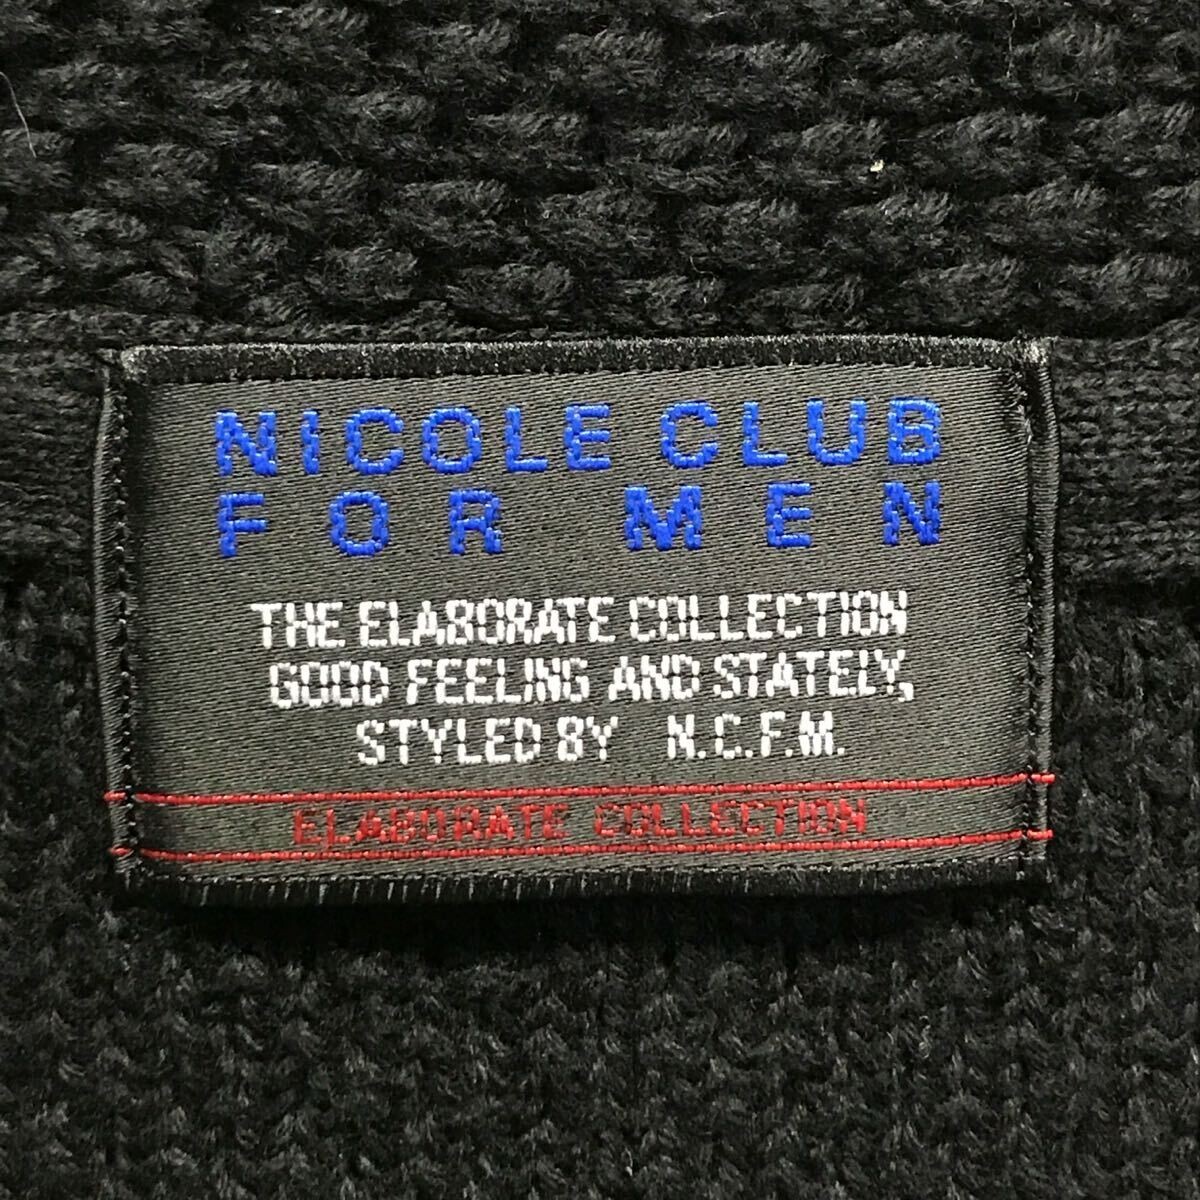 NICOLE CLUB
FOR MEN
THE ELABORATE COLLECTION
GOOD FEELING AND STATELY,
STYLED BY N.C.F.M.
ELABORATE COLLECTION